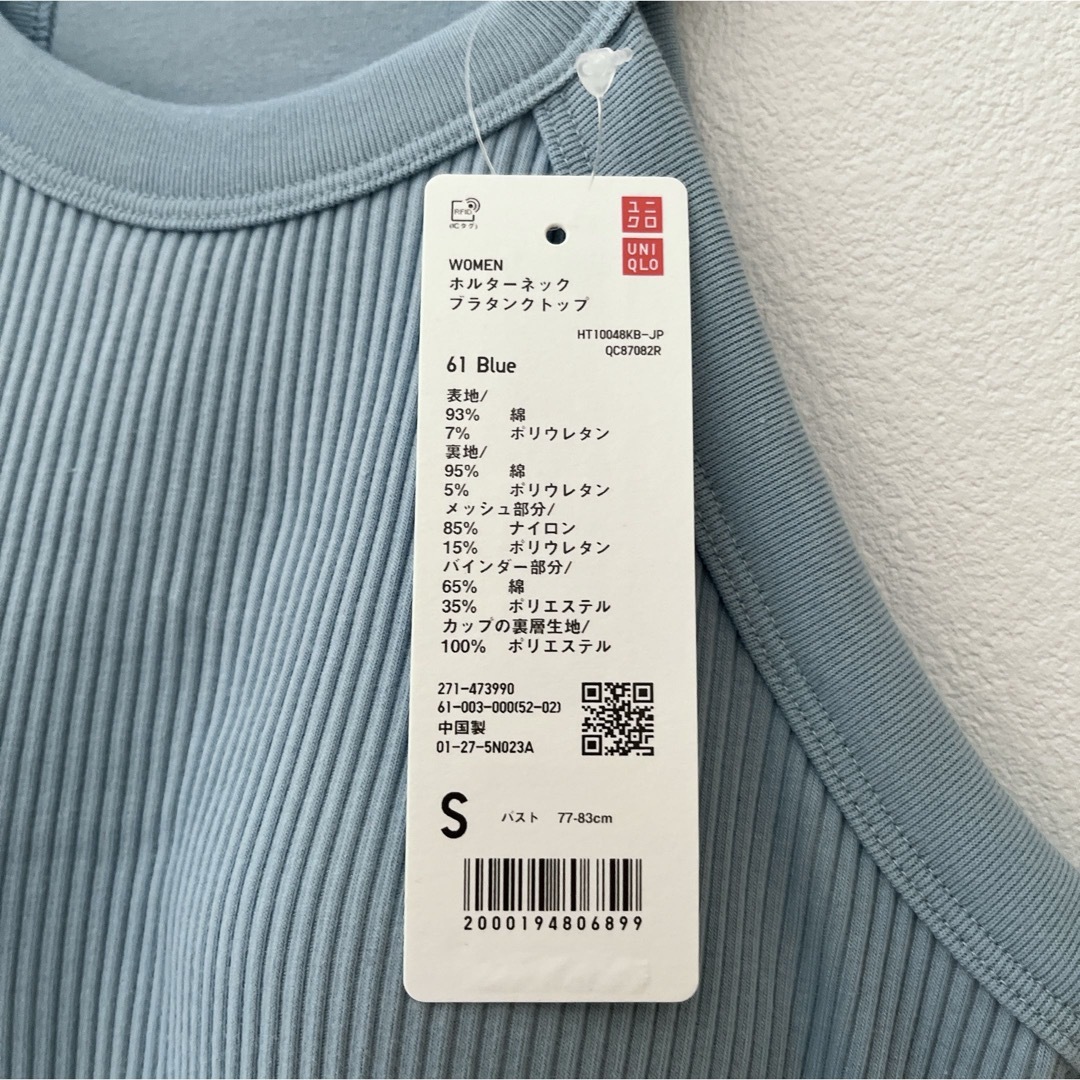 RFID
(ICタグ)
ユニ
クロ
UNI
QLO
WOMEN
ホルターネック
ブラタンクトップ
HT10048KB-JP
QC87082R
61 Blue
表地/
93% 綿
7% ポリウレタン
裏地/
95% 綿
5% ポリウレタン
メッシュ部分/
85% ナイロン
15% ポリウレタン
バインダー部分/
65% 綿
35% ポリエステル
カップの裏層生地/
100% ポリエステル
271-473990
61-003-000(52-02)
中国製
01-27-5N023A
S バスト 77-83cm
2000194806899